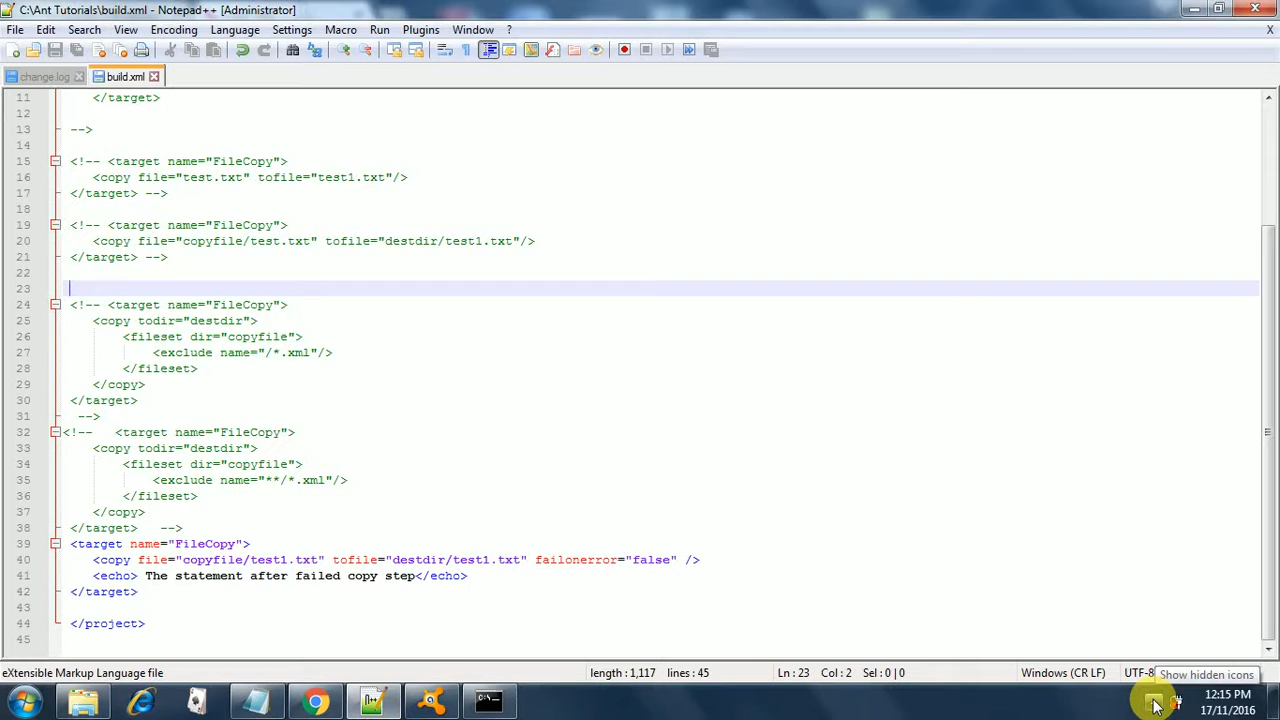 C:\Ant Tutorials\build.xml - Notepad++ [Administrator]
File Edit Search View Encoding Language Settings Macro Run Plugins Window ? X
change.log build.xml
11 </target>
12
13 -->
14
15 <!-- <target name="FileCopy">
16 <copy file="test.txt" tofile="test1.txt"/>
17 </target> -->
18
19 <!-- <target name="FileCopy">
20 <copy file="copyfile/test.txt" tofile="destdir/test1.txt"/>
21 </target> -->
22
23
24 <!-- <target name="FileCopy">
25 <copy todir="destdir">
26 <fileset dir="copyfile">
27 <exclude name="/*.xml"/>
28 </fileset>
29 </copy>
30 </target>
31 -->
32 <!-- <target name="FileCopy">
33 <copy todir="destdir">
34 <fileset dir="copyfile">
35 <exclude name="**/*.xml"/>
36 </fileset>
37 </copy>
38 </target> -->
39 <target name="FileCopy">
40 <copy file="copyfile/test1.txt" tofile="destdir/test1.txt" failonerror="false" />
41 <echo> The statement after failed copy step</echo>
42 </target>
43
44 </project>
45
eXtensible Markup Language file length : 1,117 lines : 45 Ln : 23 Col : 2 Sel : 0 | 0 Windows (CR LF) UTF-8
Show hidden icons
12:15 PM
17/11/2016